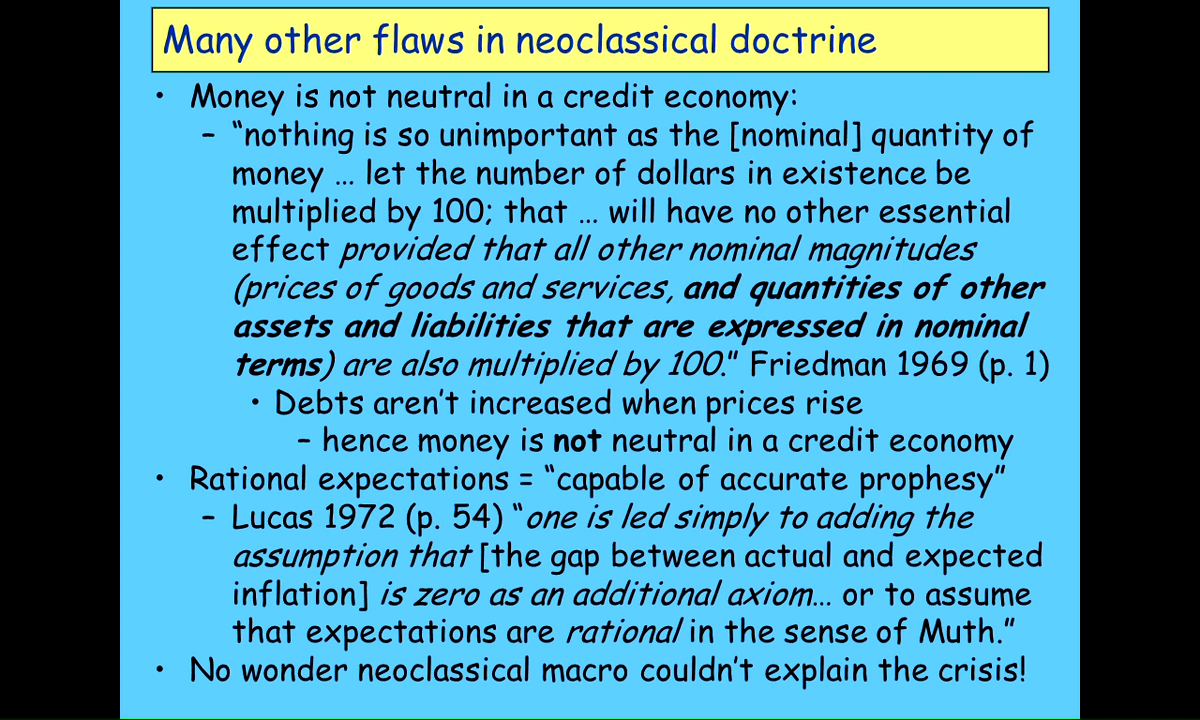 Many other flaws in neoclassical doctrine
• Money is not neutral in a credit economy:
– “nothing is so unimportant as the [nominal] quantity of
money … let the number of dollars in existence be
multiplied by 100; that … will have no other essential
effect provided that all other nominal magnitudes
(prices of goods and services, and quantities of other
assets and liabilities that are expressed in nominal
terms) are also multiplied by 100.” Friedman 1969 (p. 1)
• Debts aren’t increased when prices rise
– hence money is not neutral in a credit economy
• Rational expectations = “capable of accurate prophesy”
– Lucas 1972 (p. 54) “one is led simply to adding the
assumption that [the gap between actual and expected
inflation] is zero as an additional axiom… or to assume
that expectations are rational in the sense of Muth.”
• No wonder neoclassical macro couldn’t explain the crisis!